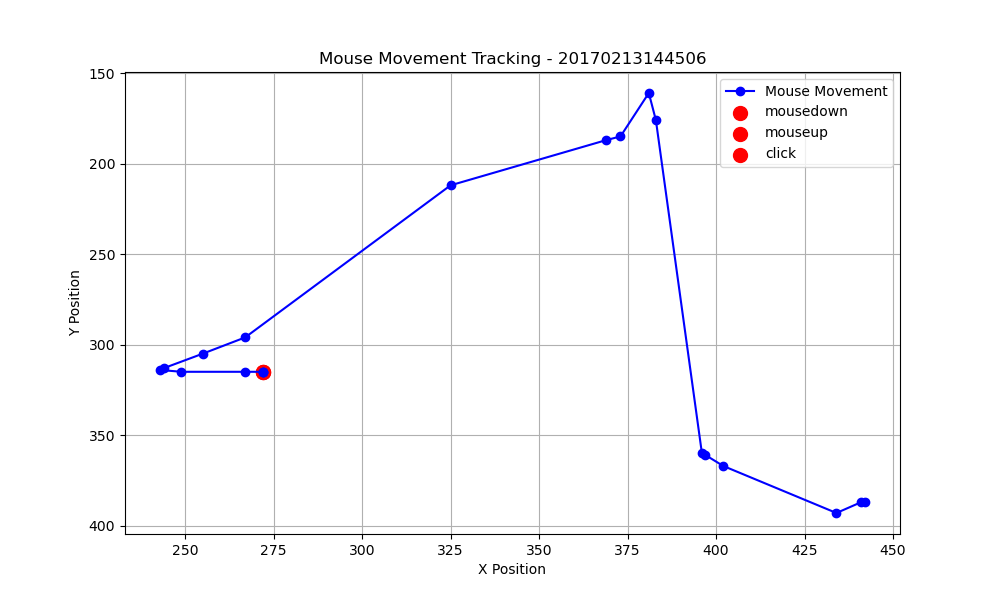 Mouse Movement Tracking - 20170213144506
150
200
250
300
350
400
Y Position
Mouse Movement
mousedown
mouseup
click
250
275
300
325
350
375
400
425
450
X Position